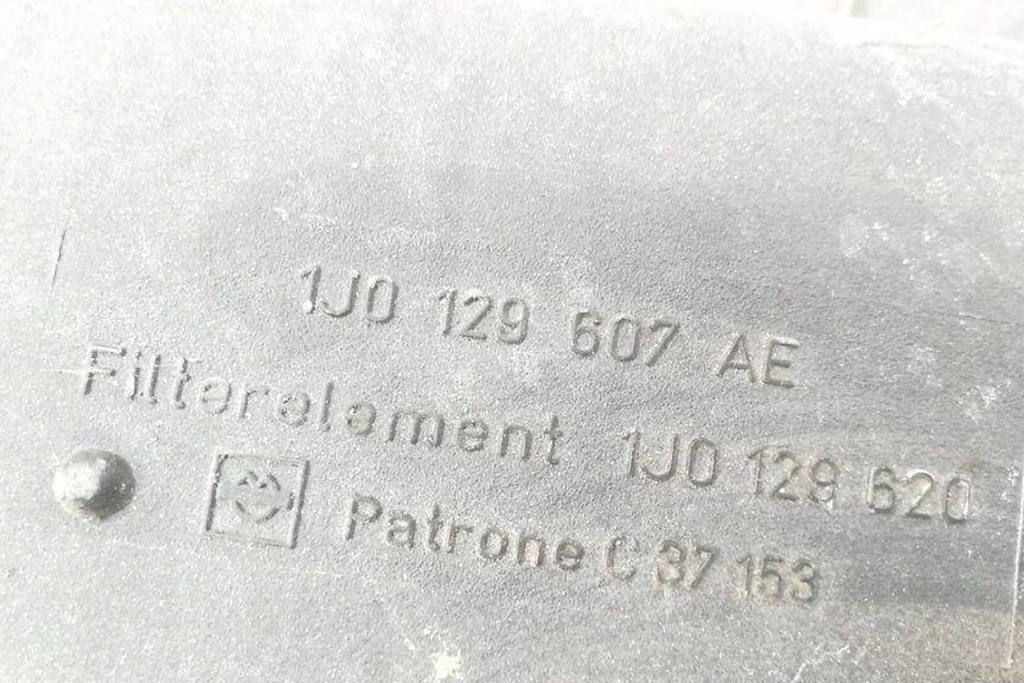 1J0 129 607 AE
Filterelement 1J0 129 620
Patrone C 37 153